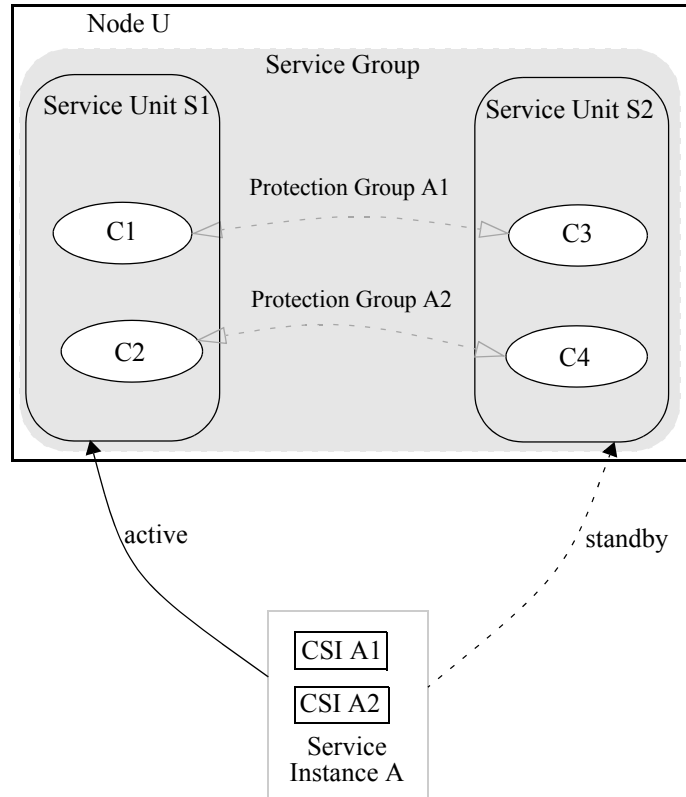 Node U
Service Group
Service Unit S1
Service Unit S2
Protection Group A1
C1
C3
Protection Group A2
C2
C4
active
standby
CSI A1
CSI A2
Service
Instance A